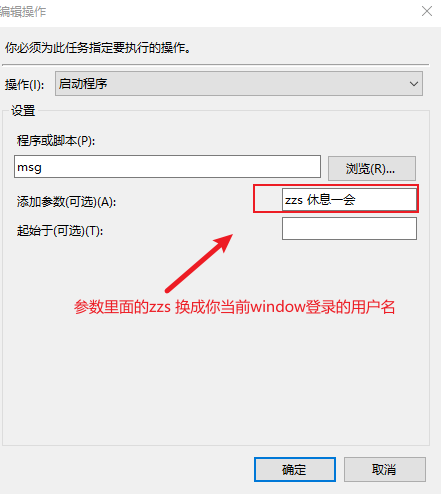 编辑操作
你必须为此任务指定要执行的操作。
操作(I): 启动程序
设置
程序或脚本(P):
msg 浏览(R)...
添加参数(可选)(A): zzs 休息一会
起始于(可选)(T):
参数里面的zzs 换成你当前window登录的用户名
确定 取消